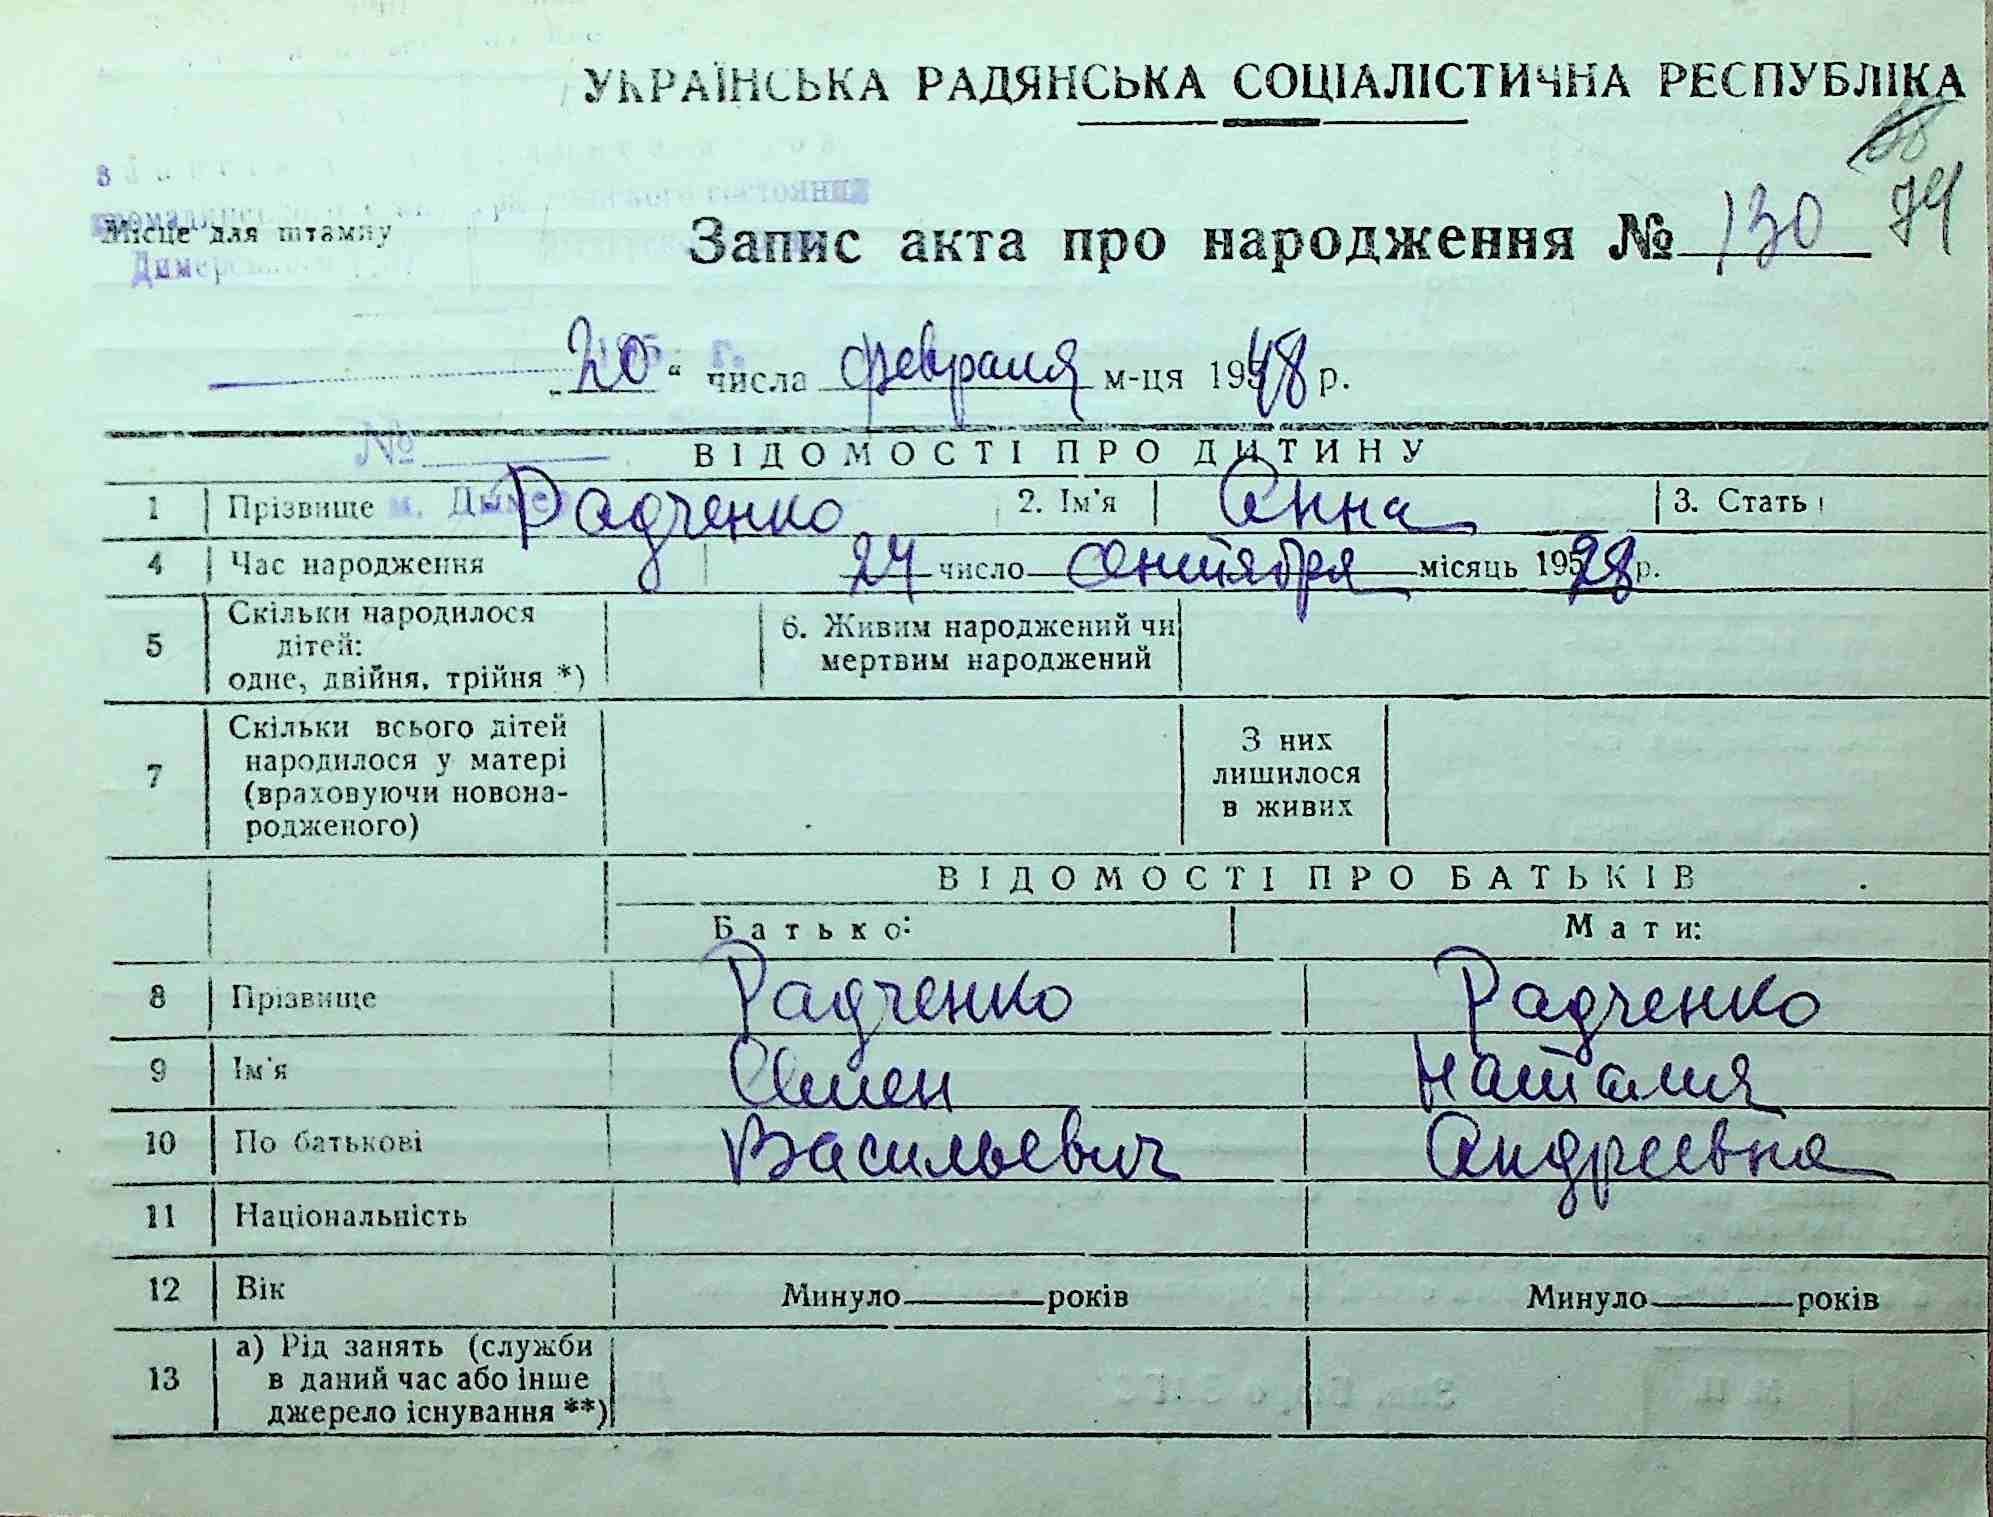 УКРАЇНСЬКА РАДЯНСЬКА СОЦІАЛІСТИЧНА РЕСПУБЛІКА
74
Місце для штампу
Запис акта про народження № 130
„20“ числа февраля м-ця 1948 р.
№
ВІДОМОСТІ ПРО ДИТИНУ
1 Прізвище Радченко 2. Ім'я Анна 3. Стать
4 Час народження 24 число сентября місяць 1928 р.
5 Скільки народилося дітей: одне, двійня, трійня *) 6. Живим народжений чи мертвим народжений
7 Скільки всього дітей народилося у матері (враховуючи новонародженого) З них лишилося в живих
ВІДОМОСТІ ПРО БАТЬКІВ
Батько: Мати:
8 Прізвище Радченко Радченко
9 Ім'я Семен Наталия
10 По батькові Васильевич Андреевна
11 Національність
12 Вік Минуло років Минуло років
13 а) Рід занять (служби в даний час або інше джерело існування **)